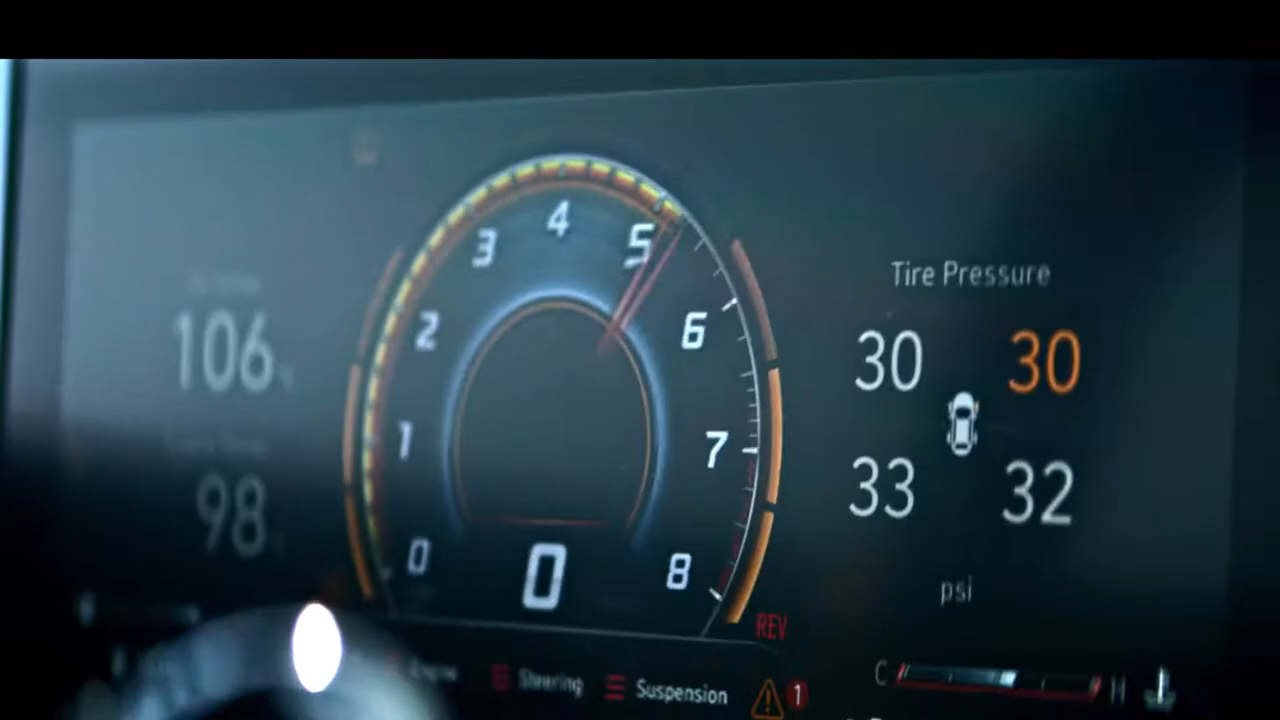 4
3 5
2 6
1 7
0 8
0
106
98
Tire Pressure
30 30
33 32
psi
REV
Engine Steering Suspension 1
C H